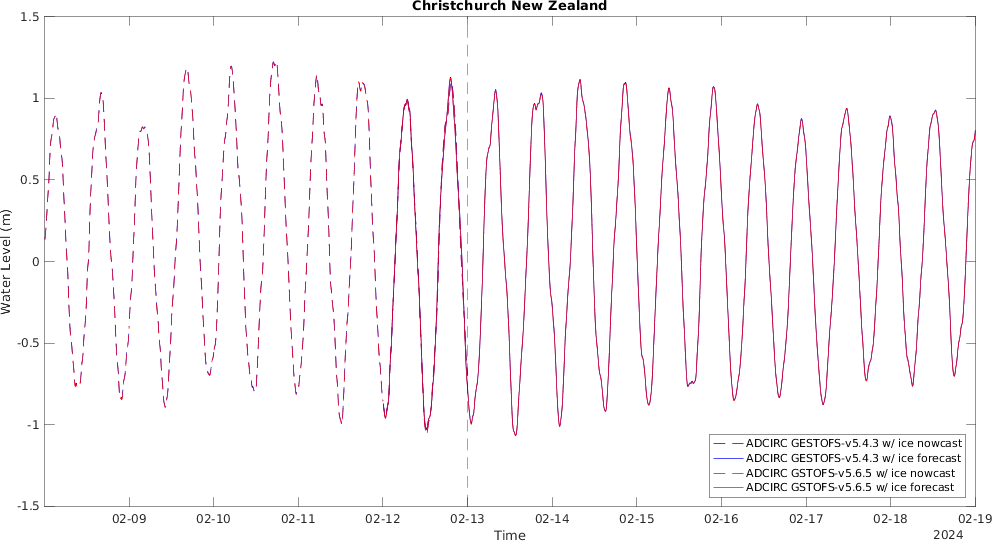 Christchurch New Zealand
1.5
1
0.5
0
-0.5
-1
-1.5
Water Level (m)
ADCIRC GESTOFS-v5.4.3 w/ ice nowcast
ADCIRC GESTOFS-v5.4.3 w/ ice forecast
ADCIRC GSTOFS-v5.6.5 w/ ice nowcast
ADCIRC GSTOFS-v5.6.5 w/ ice forecast
02-09 02-10 02-11 02-12 02-13 02-14 02-15 02-16 02-17 02-18 02-19
Time
2024